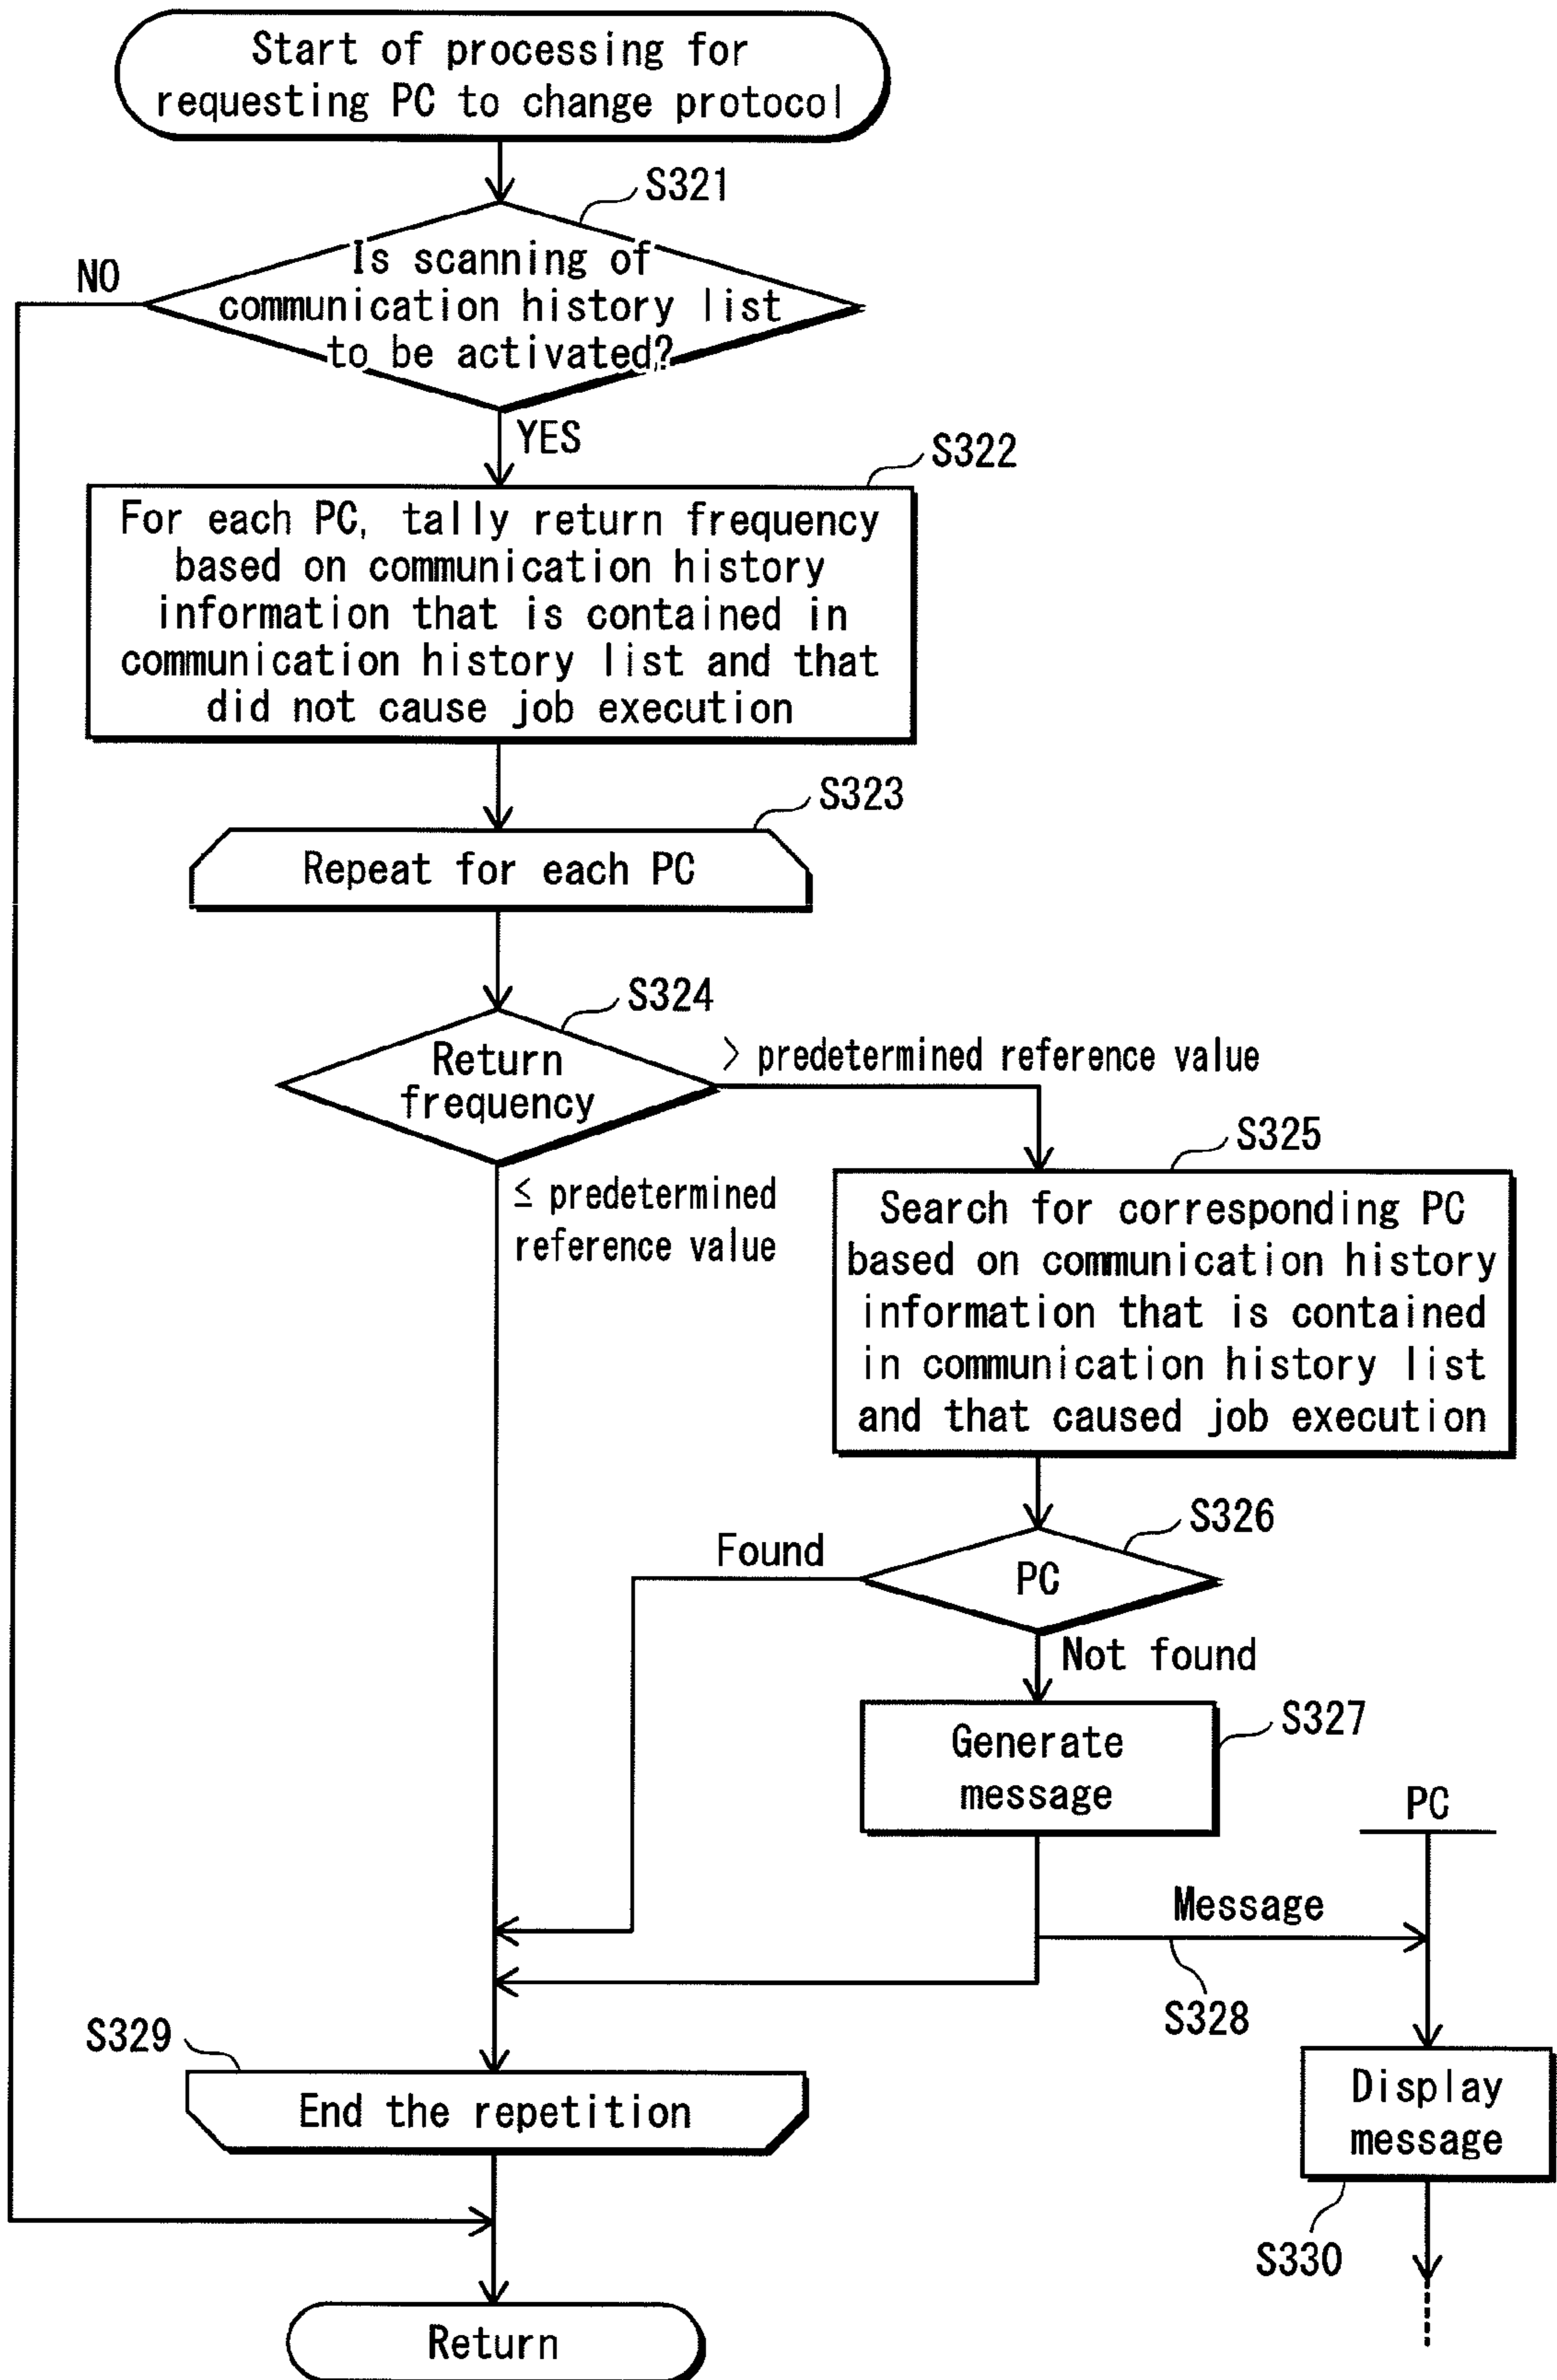 Start of processing for
requesting PC to change protocol
S321
Is scanning of
communication history list
to be activated?
NO
YES
S322
For each PC, tally return frequency
based on communication history
information that is contained in
communication history list and that
did not cause job execution
S323
Repeat for each PC
S324
Return
frequency
> predetermined reference value
≤ predetermined
reference value
S325
Search for corresponding PC
based on communication history
information that is contained
in communication history list
and that caused job execution
S326
PC
Found
Not found
S327
Generate
message
PC
Message
S328
S329
End the repetition
Display
message
S330
Return